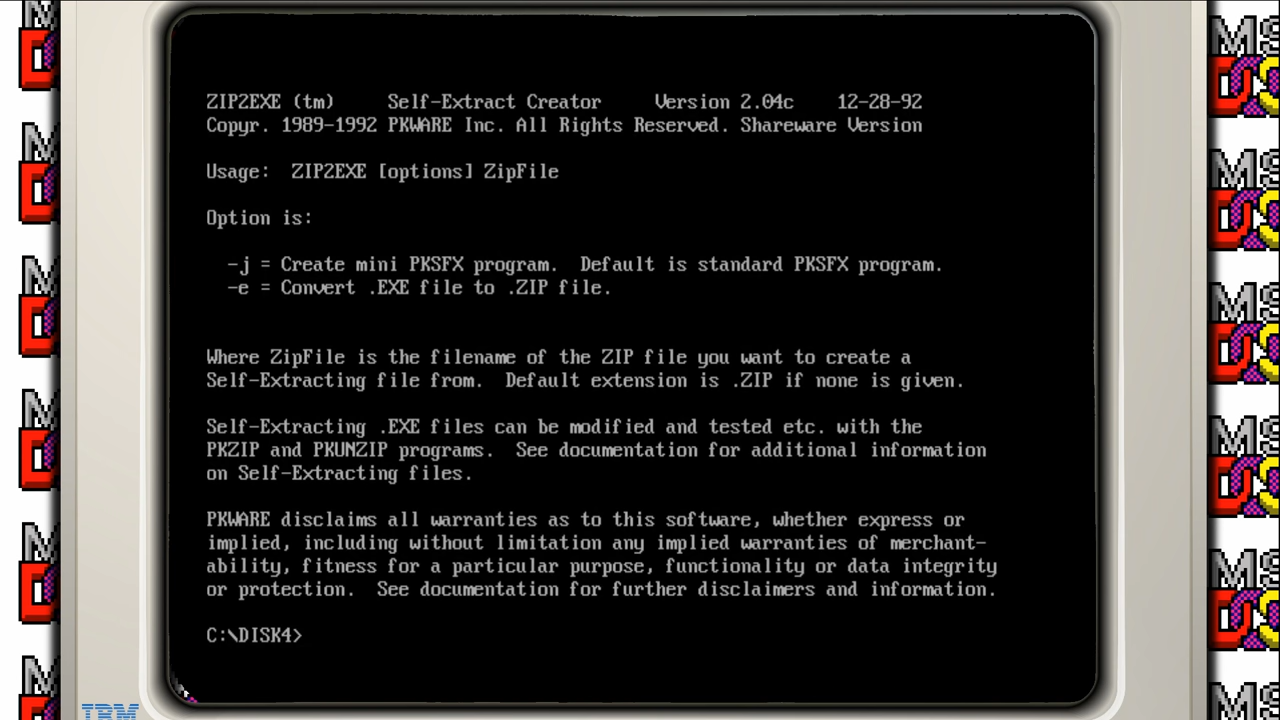 ZIP2EXE (tm)     Self-Extract Creator     Version 2.04c    12-28-92
Copyr. 1989-1992 PKWARE Inc. All Rights Reserved. Shareware Version
Usage:  ZIP2EXE [options] ZipFile
Option is:
-j = Create mini PKSFX program.  Default is standard PKSFX program.
-e = Convert .EXE file to .ZIP file.
Where ZipFile is the filename of the ZIP file you want to create a
Self-Extracting file from.  Default extension is .ZIP if none is given.
Self-Extracting .EXE files can be modified and tested etc. with the
PKZIP and PKUNZIP programs.  See documentation for additional information
on Self-Extracting files.
PKWARE disclaims all warranties as to this software, whether express or
implied, including without limitation any implied warranties of merchant-
ability, fitness for a particular purpose, functionality or data integrity
or protection.  See documentation for further disclaimers and information.
C:\DISK4>